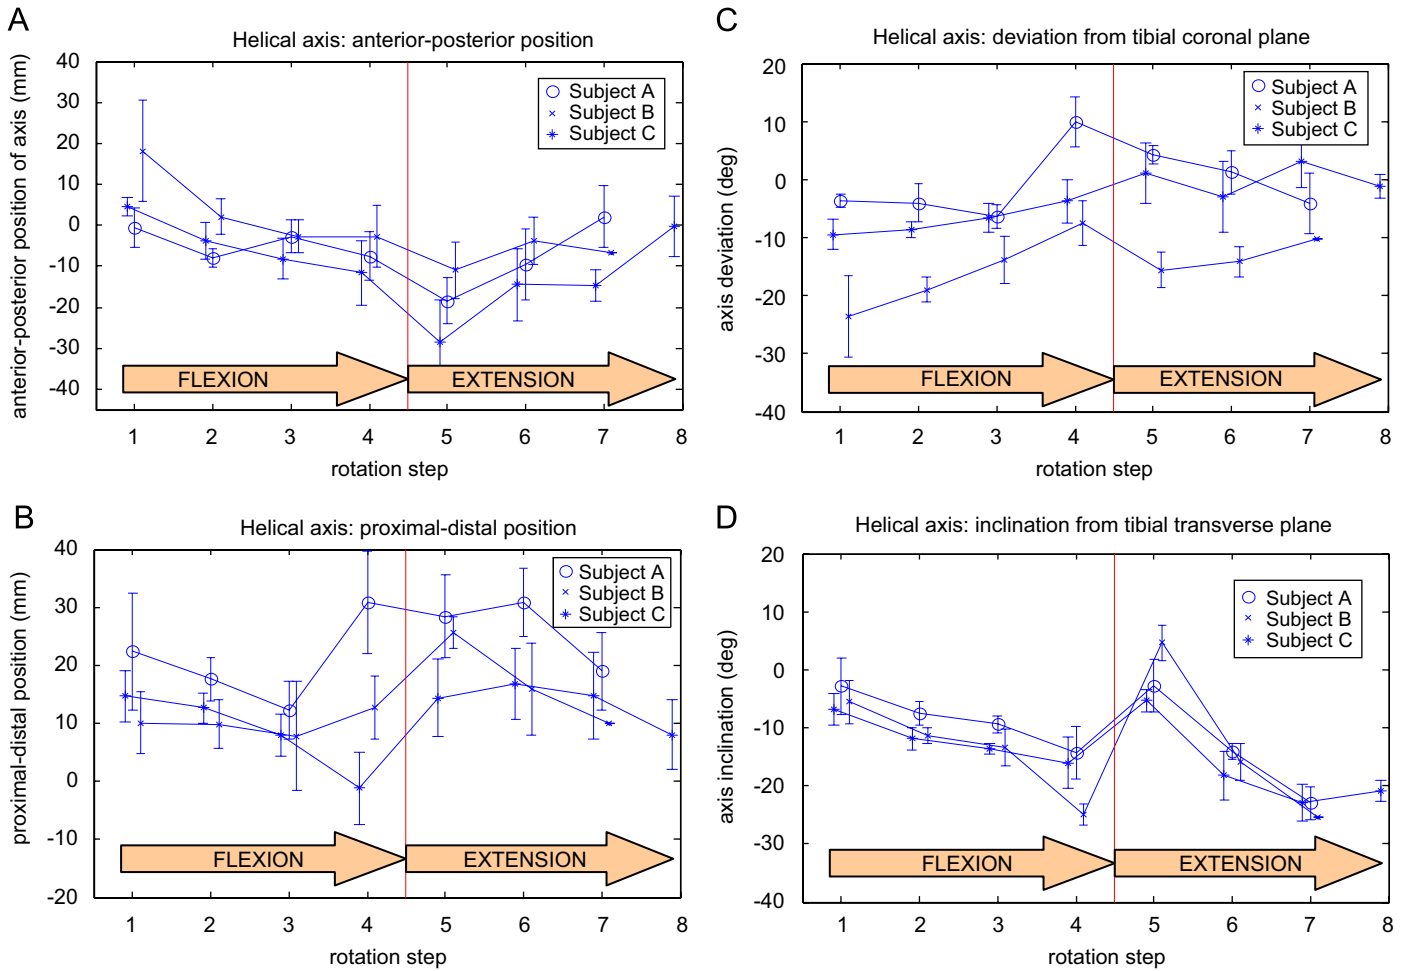 A
Helical axis: anterior-posterior position
anterior-posterior position of axis (mm)
40
30
20
10
0
-10
-20
-30
-40
Subject A
Subject B
Subject C
FLEXION
EXTENSION
1 2 3 4 5 6 7 8
rotation step
C
Helical axis: deviation from tibial coronal plane
axis deviation (deg)
20
10
0
-10
-20
-30
-40
Subject A
Subject B
Subject C
FLEXION
EXTENSION
1 2 3 4 5 6 7 8
rotation step
B
Helical axis: proximal-distal position
proximal-distal position (mm)
40
30
20
10
0
-10
-20
Subject A
Subject B
Subject C
FLEXION
EXTENSION
1 2 3 4 5 6 7 8
rotation step
D
Helical axis: inclination from tibial transverse plane
axis inclination (deg)
20
10
0
-10
-20
-30
-40
Subject A
Subject B
Subject C
FLEXION
EXTENSION
1 2 3 4 5 6 7 8
rotation step